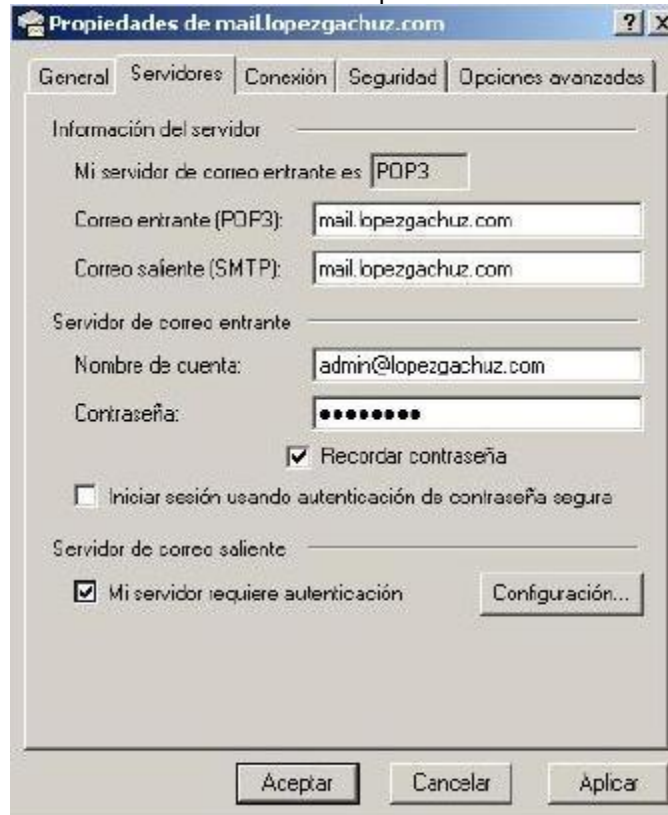 Propiedades de mail.lopezgachuz.com
General Servidores Conexión Seguridad Opciones avanzadas
Información del servidor
Mi servidor de correo entrante es POP3
Correo entrante (POP3): mail.lopezgachuz.com
Correo saliente (SMTP): mail.lopezgachuz.com
Servidor de correo entrante
Nombre de cuenta: admin@lopezgachuz.com
Contraseña: ●●●●●●●●
Recordar contraseña
Iniciar sesión usando autenticación de contraseña segura
Servidor de correo saliente
Mi servidor requiere autenticación Configuración...
Aceptar Cancelar Aplicar